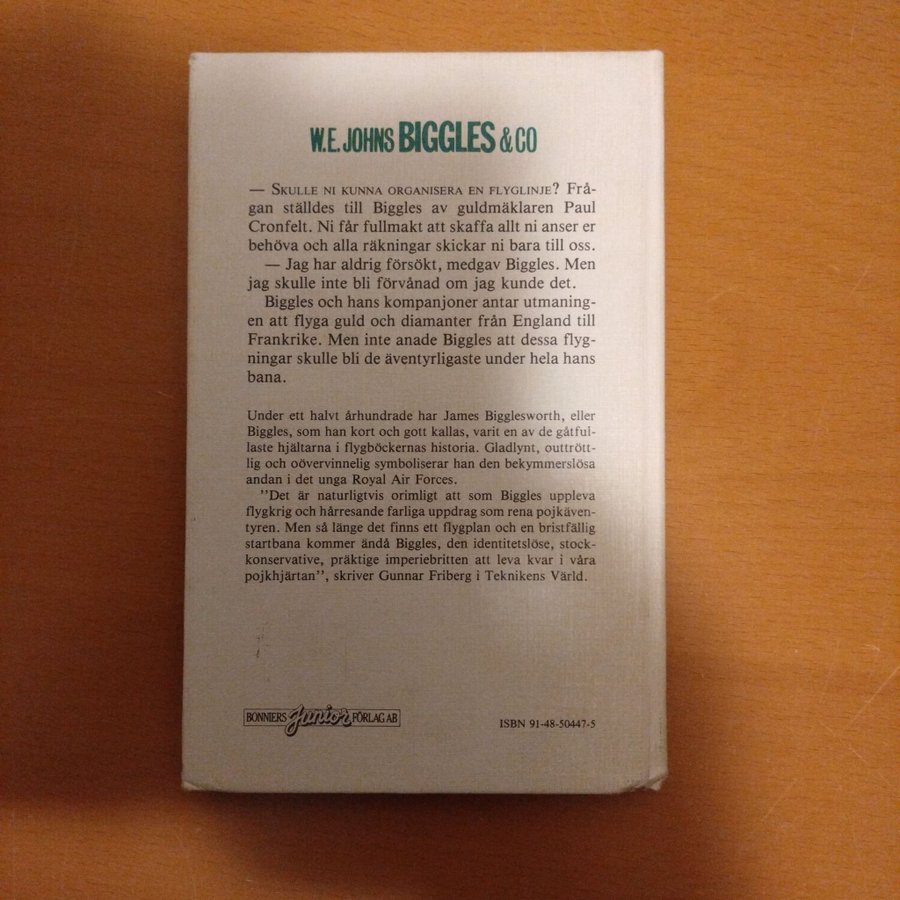 W.E. JOHNS BIGGLES & CO
— SKULLE NI KUNNA ORGANISERA EN FLYGLINJE? Frå-
gan ställdes till Biggles av guldmäklaren Paul
Cronfelt. Ni får fullmakt att skaffa allt ni anser er
behöva och alla räkningar skickar ni bara till oss.
— Jag har aldrig försökt, medgav Biggles. Men
jag skulle inte bli förvånad om jag kunde det.
Biggles och hans kompanjoner antar utmaning-
en att flyga guld och diamanter från England till
Frankrike. Men inte anade Biggles att dessa flyg-
ningar skulle bli de äventyrligaste under hela hans
bana.
Under ett halvt århundrade har James Bigglesworth, eller
Biggles, som han kort och gott kallas, varit en av de gåtful-
laste hjältarna i flygböckernas historia. Gladlynt, outtrött-
lig och oövervinnelig symboliserar han den bekymmerslösa
andan i det unga Royal Air Forces.
"Det är naturligtvis orimligt att som Biggles uppleva
flygkrig och hårresande farliga uppdrag som rena pojkäven-
tyren. Men så länge det finns ett flygplan och en bristfällig
startbana kommer ändå Biggles, den identitetslöse, stock-
konservative, präktige imperiebritten att leva kvar i våra
pojkhjärtan", skriver Gunnar Friberg i Teknikens Värld.
BONNIERS Junior FÖRLAG AB
ISBN 91-48-50447-5